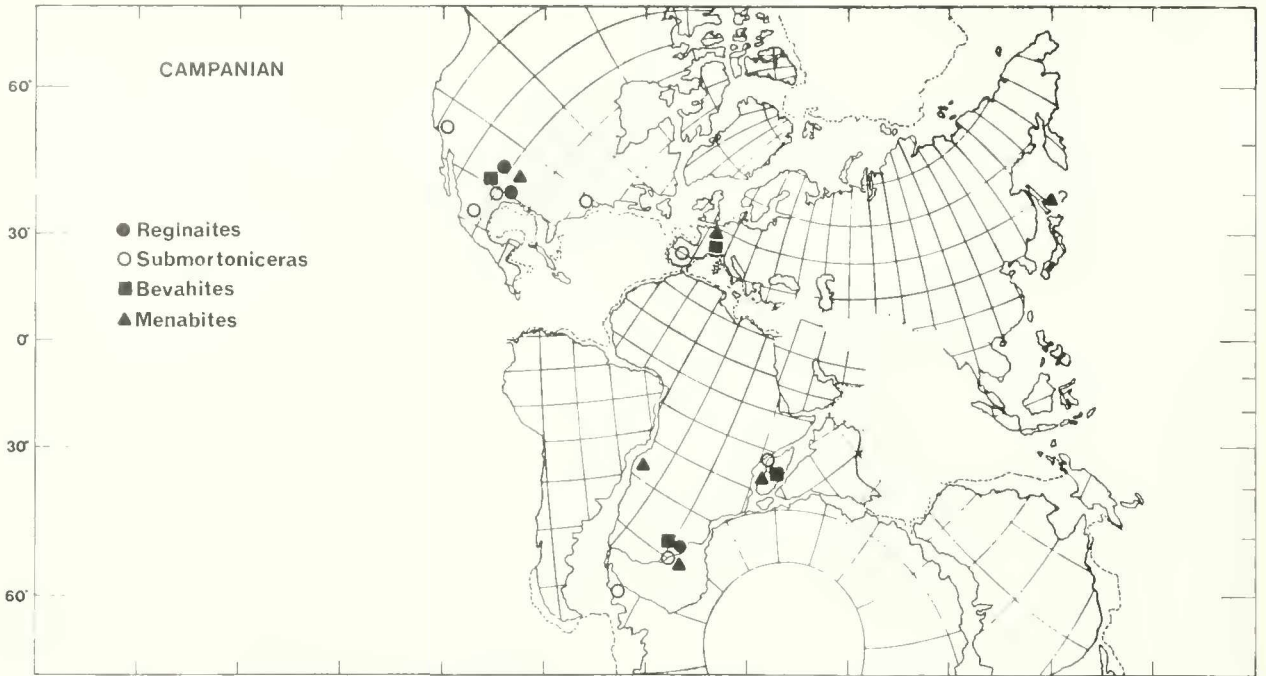 CAMPANIAN
60°
30°
0°
30°
60°
Reginaites
Submortoniceras
Bevahites
Menabites